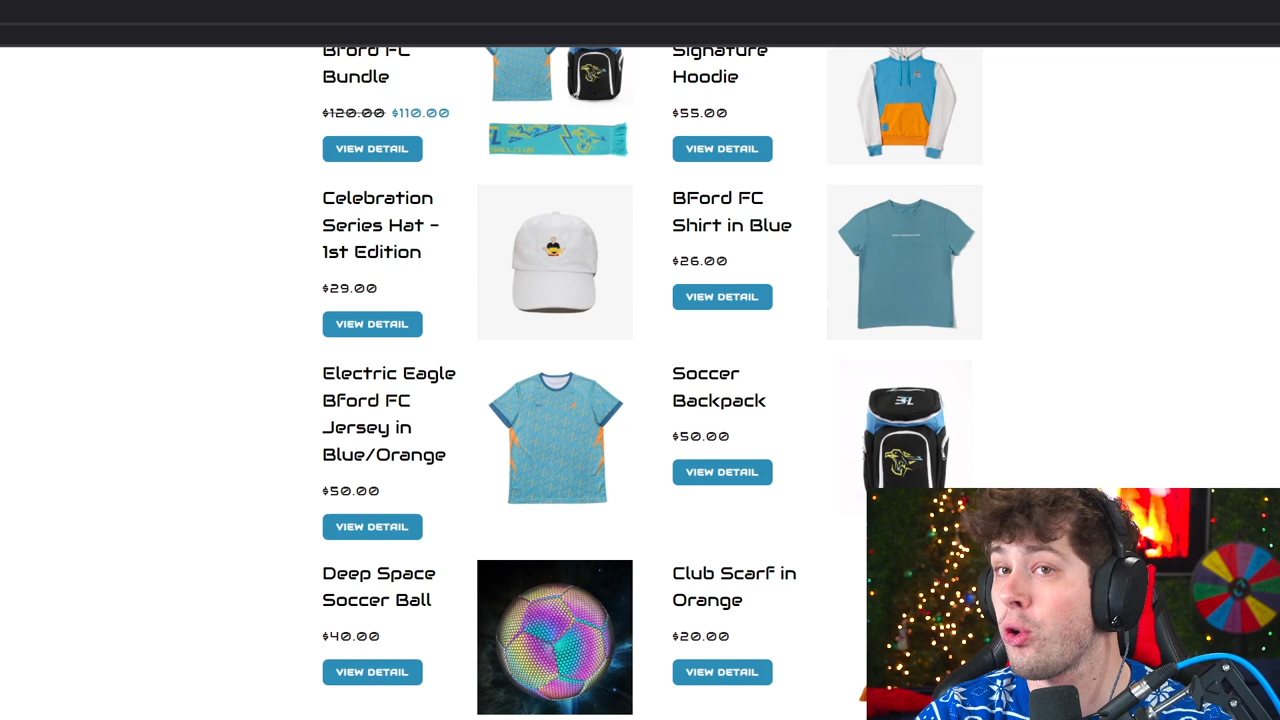 Bford FC
Bundle
$120.00 $110.00
VIEW DETAIL
Signature
Hoodie
$55.00
VIEW DETAIL
Celebration
Series Hat -
1st Edition
$29.00
VIEW DETAIL
BFord FC
Shirt in Blue
$26.00
VIEW DETAIL
Electric Eagle
Bford FC
Jersey in
Blue/Orange
$50.00
VIEW DETAIL
Soccer
Backpack
$50.00
VIEW DETAIL
Deep Space
Soccer Ball
$40.00
VIEW DETAIL
Club Scarf in
Orange
$20.00
VIEW DETAIL